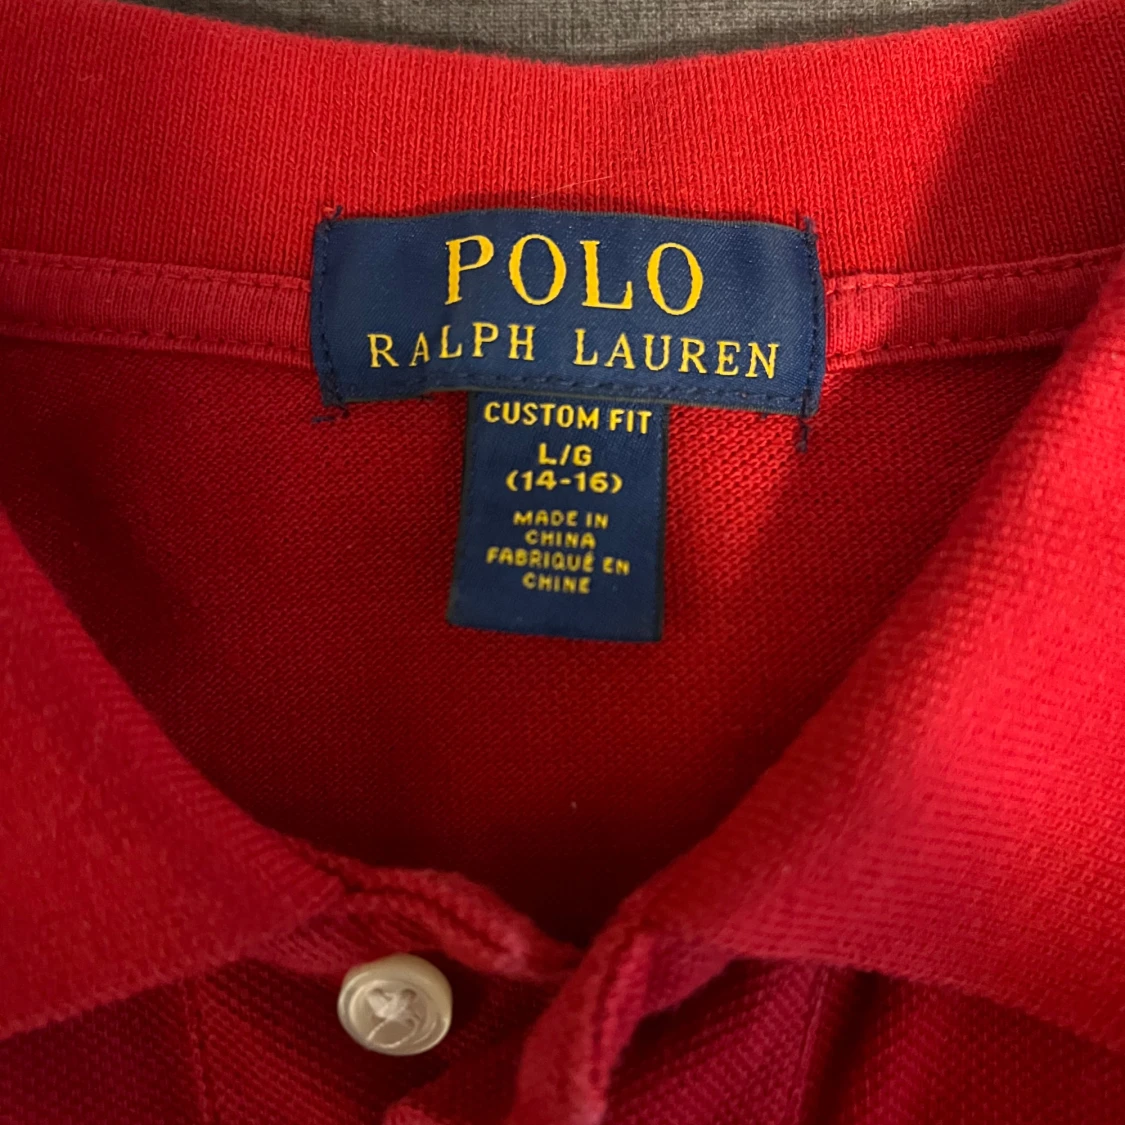 POLO
RALPH LAUREN
CUSTOM FIT
L/G
(14-16)
MADE IN
CHINA
FABRIQUÉ EN
CHINE